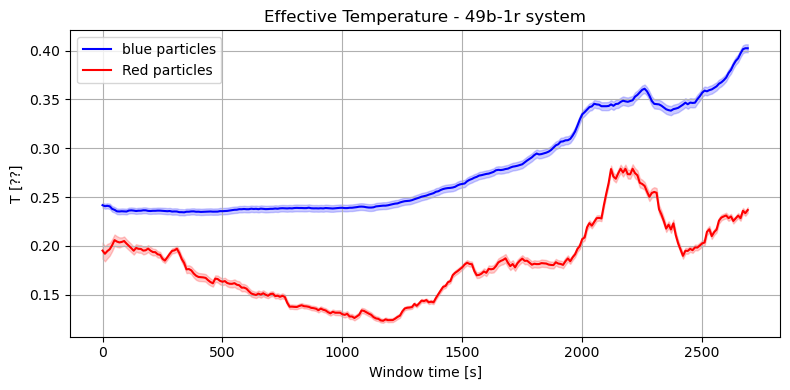 Effective Temperature - 49b-1r system
blue particles
Red particles
T [??]
0.40
0.35
0.30
0.25
0.20
0.15
0
500
1000
1500
2000
2500
Window time [s]